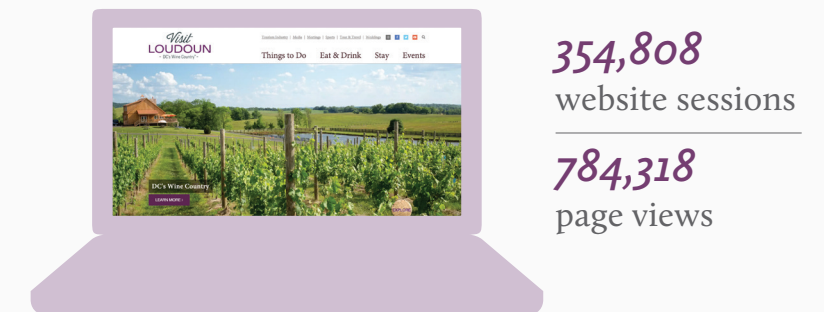 Visit
LOUDOUN
~ DC's Wine Country ~
Things to Do Eat & Drink Stay Events
DC's Wine Country
LEARN MORE ›
EXPLORE
354,808
website sessions
784,318
page views